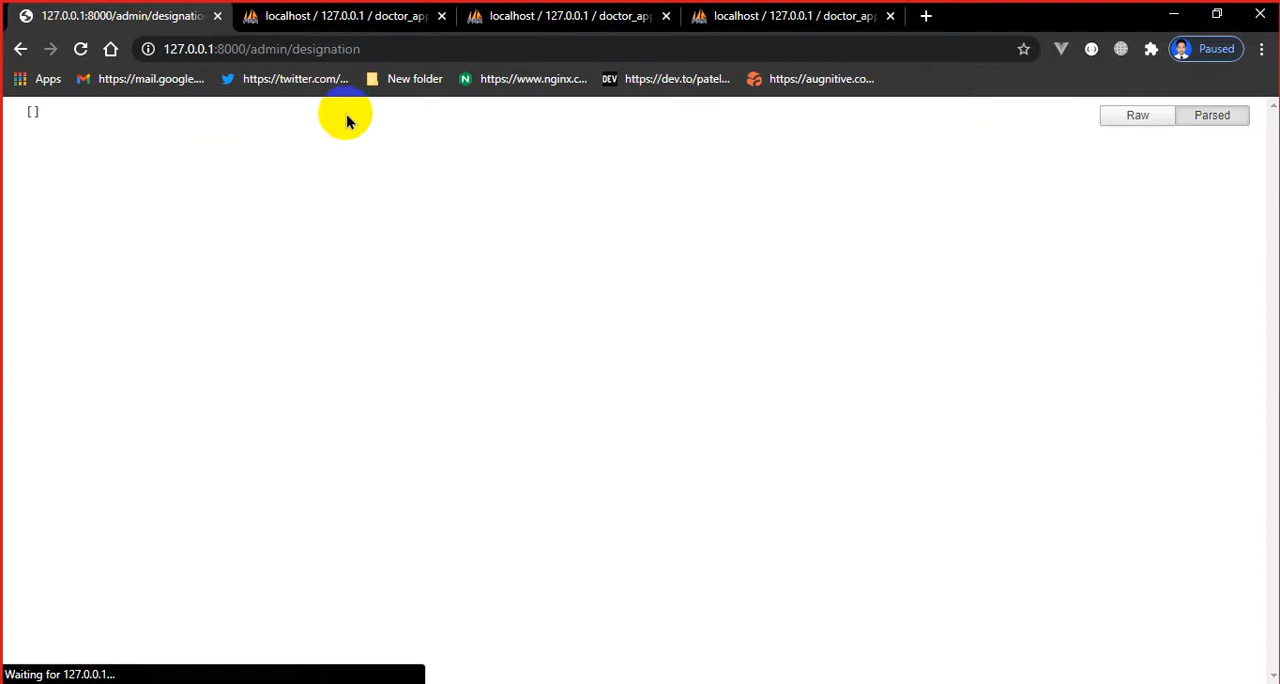 127.0.0.1:8000/admin/designatio
localhost / 127.0.0.1 / doctor_app
localhost / 127.0.0.1 / doctor_app
localhost / 127.0.0.1 / doctor_app
127.0.0.1:8000/admin/designation
Paused
Apps
https://mail.google....
https://twitter.com/...
New folder
https://www.nginx.c...
DEV
https://dev.to/patel...
https://augnitive.co...
[]
Raw
Parsed
Waiting for 127.0.0.1...